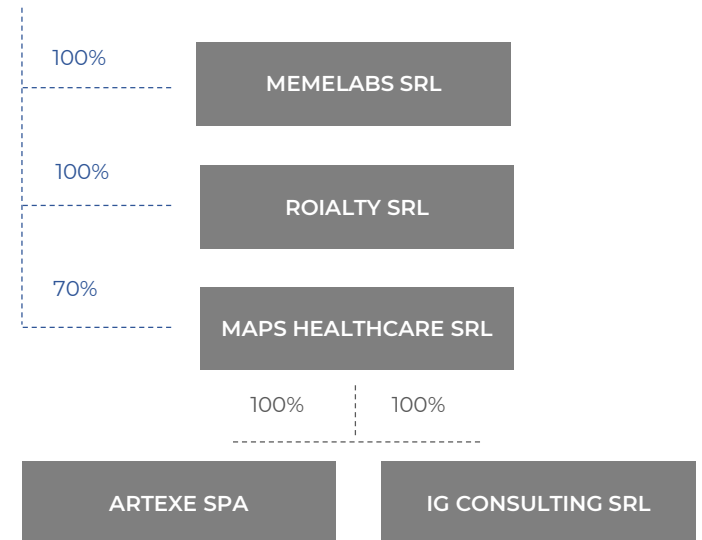 100%
MEMELABS SRL
100%
ROIALTY SRL
70%
MAPS HEALTHCARE SRL
100%
100%
ARTEXE SPA
IG CONSULTING SRL